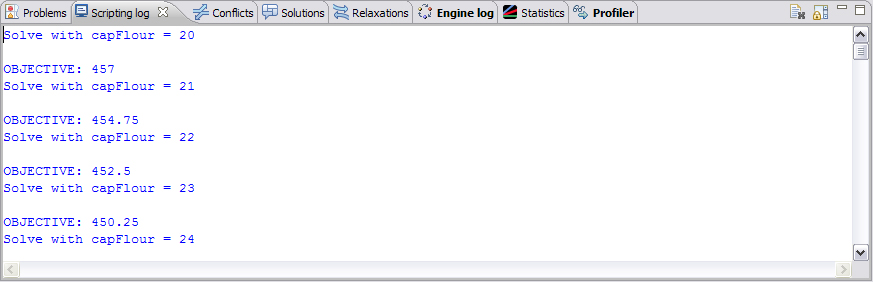 Problems Scripting log Conflicts Solutions Relaxations Engine log Statistics Profiler
Solve with capFlour = 20
OBJECTIVE: 457
Solve with capFlour = 21
OBJECTIVE: 454.75
Solve with capFlour = 22
OBJECTIVE: 452.5
Solve with capFlour = 23
OBJECTIVE: 450.25
Solve with capFlour = 24